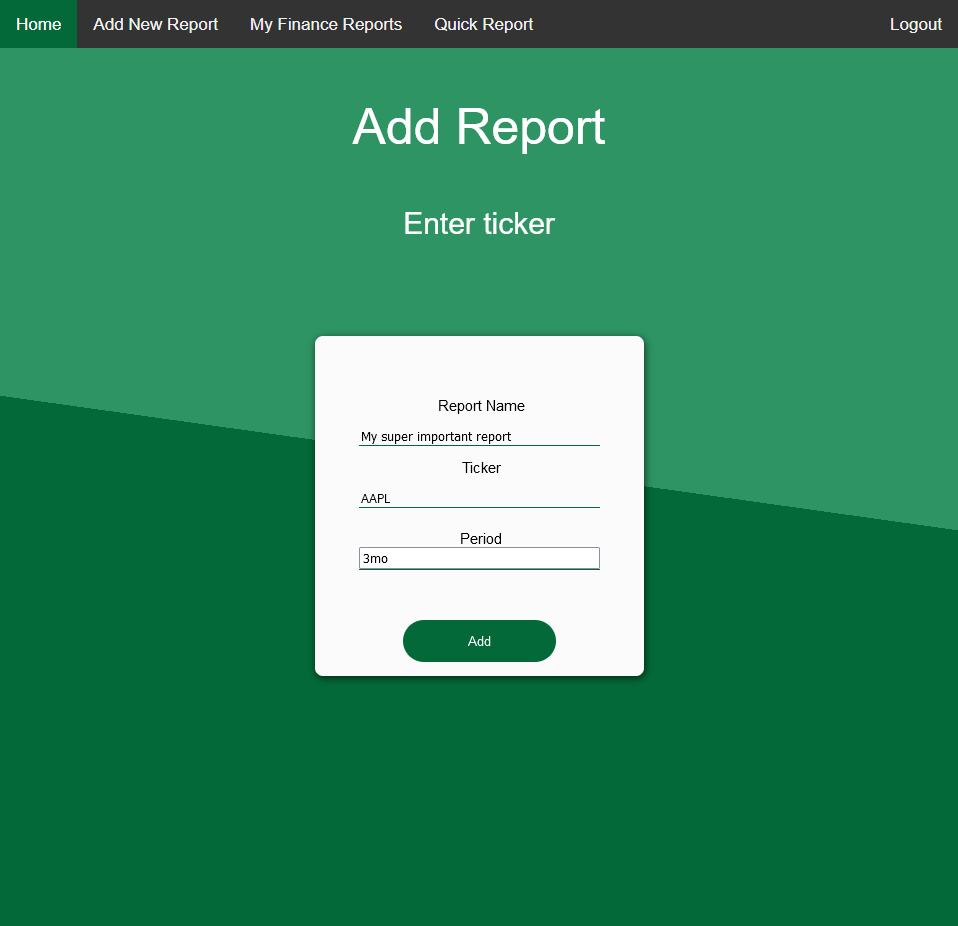 Home Add New Report My Finance Reports Quick Report Logout
Add Report
Enter ticker
Report Name
My super important report
Ticker
AAPL
Period
3mo
Add